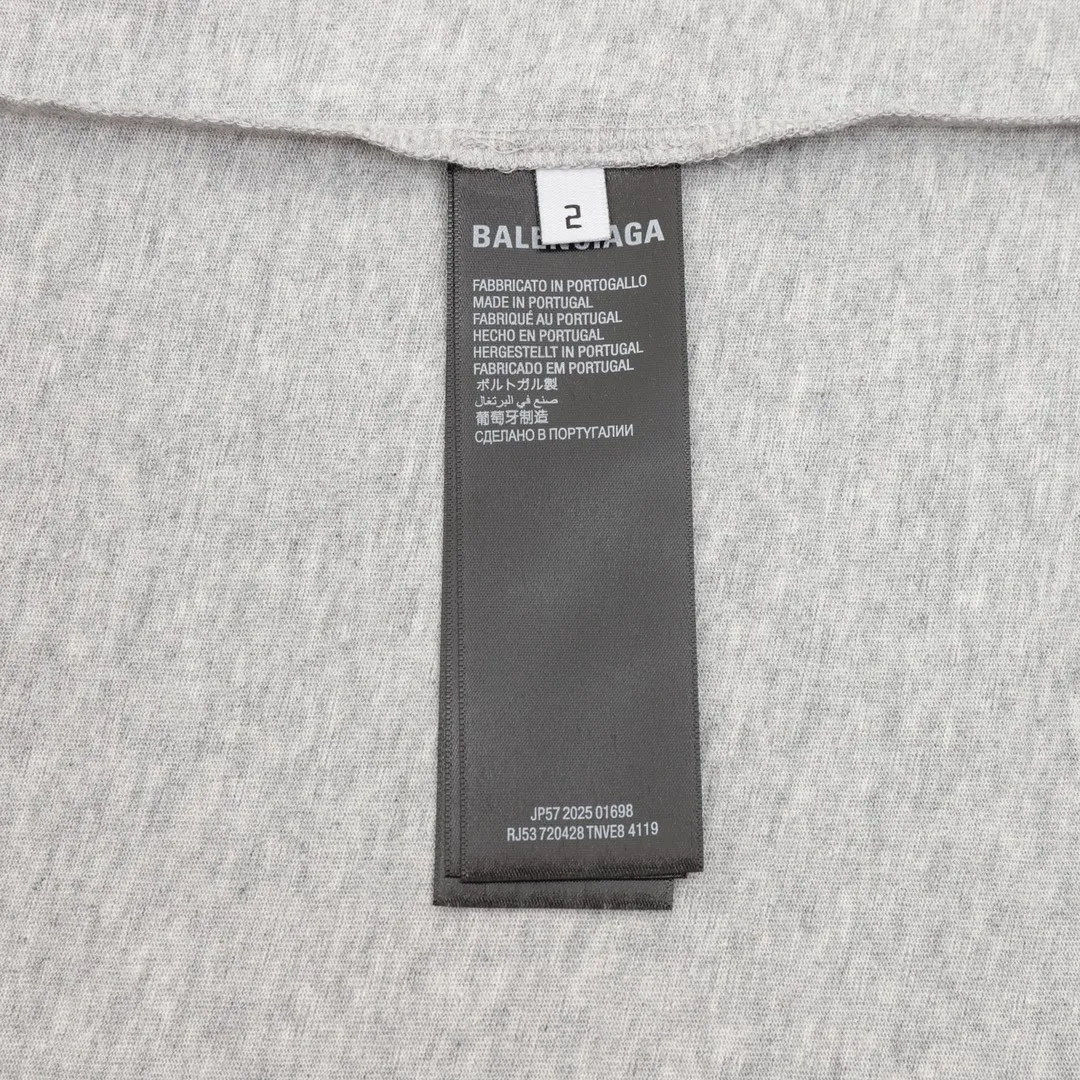 2
BALENCIAGA
FABBRICATO IN PORTOGALLO
MADE IN PORTUGAL
FABRIQUÉ AU PORTUGAL
HECHO EN PORTUGAL
HERGESTELLT IN PORTUGAL
FABRICADO EM PORTUGAL
ポルトガル製
صنع في البرتغال
葡萄牙制造
СДЕЛАНО В ПОРТУГАЛИИ
JP57 2025 01698
RJ53 720428 TNVE8 4119